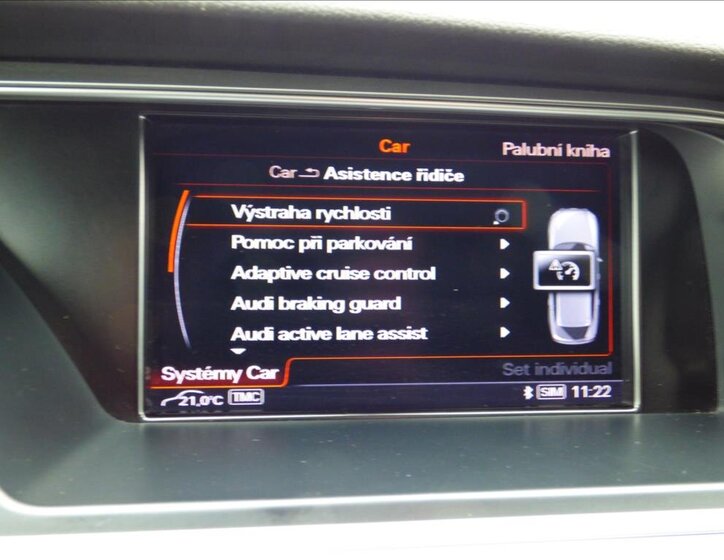 Car
Palubní kniha
Car Asistence řidiče
Výstraha rychlosti
Pomoc při parkování
Adaptive cruise control
Audi braking guard
Audi active lane assist
Systémy Car
Set individual
21,0°C TMC
SIM 11:22